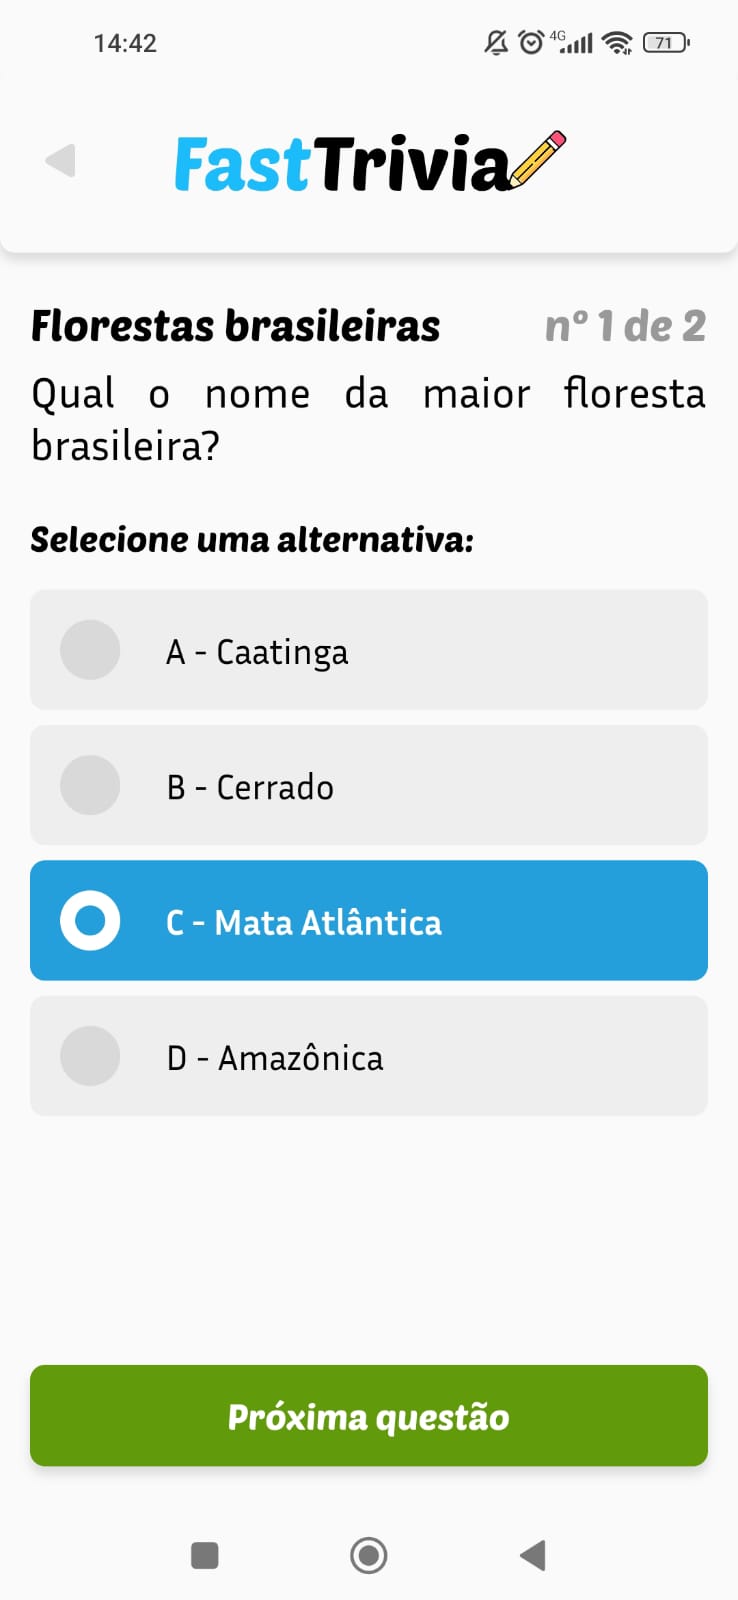 14:42
4G
71
FastTrivia
Florestas brasileiras nº 1 de 2
Qual o nome da maior floresta
brasileira?
Selecione uma alternativa:
A - Caatinga
B - Cerrado
C - Mata Atlântica
D - Amazônica
Próxima questão